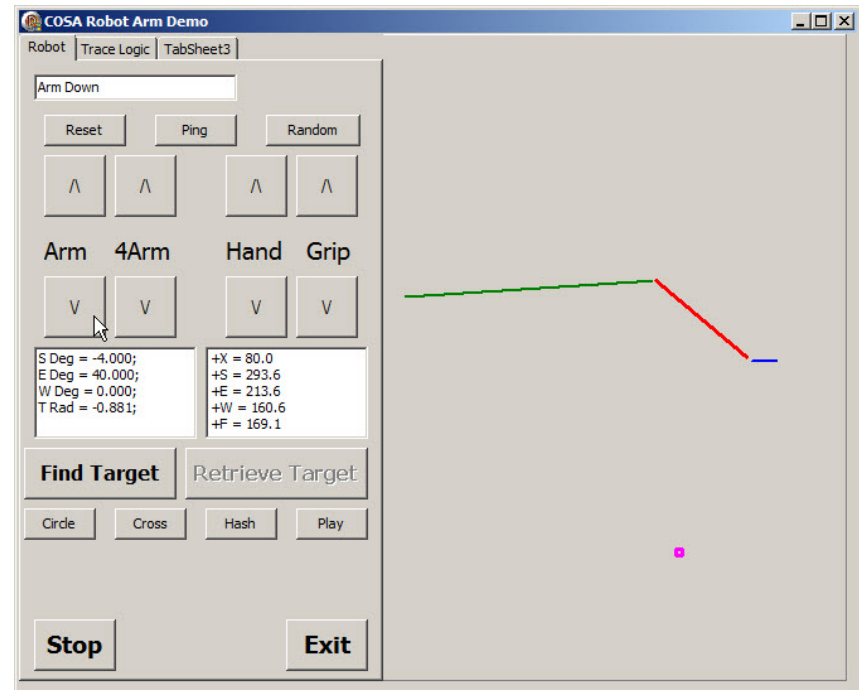 COSA Robot Arm Demo
Robot Trace Logic TabSheet3
Arm Down
Reset Ping Random
/\ /\ /\ /\
Arm 4Arm Hand Grip
\/ \/ \/ \/
S Deg = -4.000;
E Deg = 40.000;
W Deg = 0.000;
T Rad = -0.881;
+X = 80.0
+S = 293.6
+E = 213.6
+W = 160.6
+F = 169.1
Find Target Retrieve Target
Circle Cross Hash Play
Stop Exit